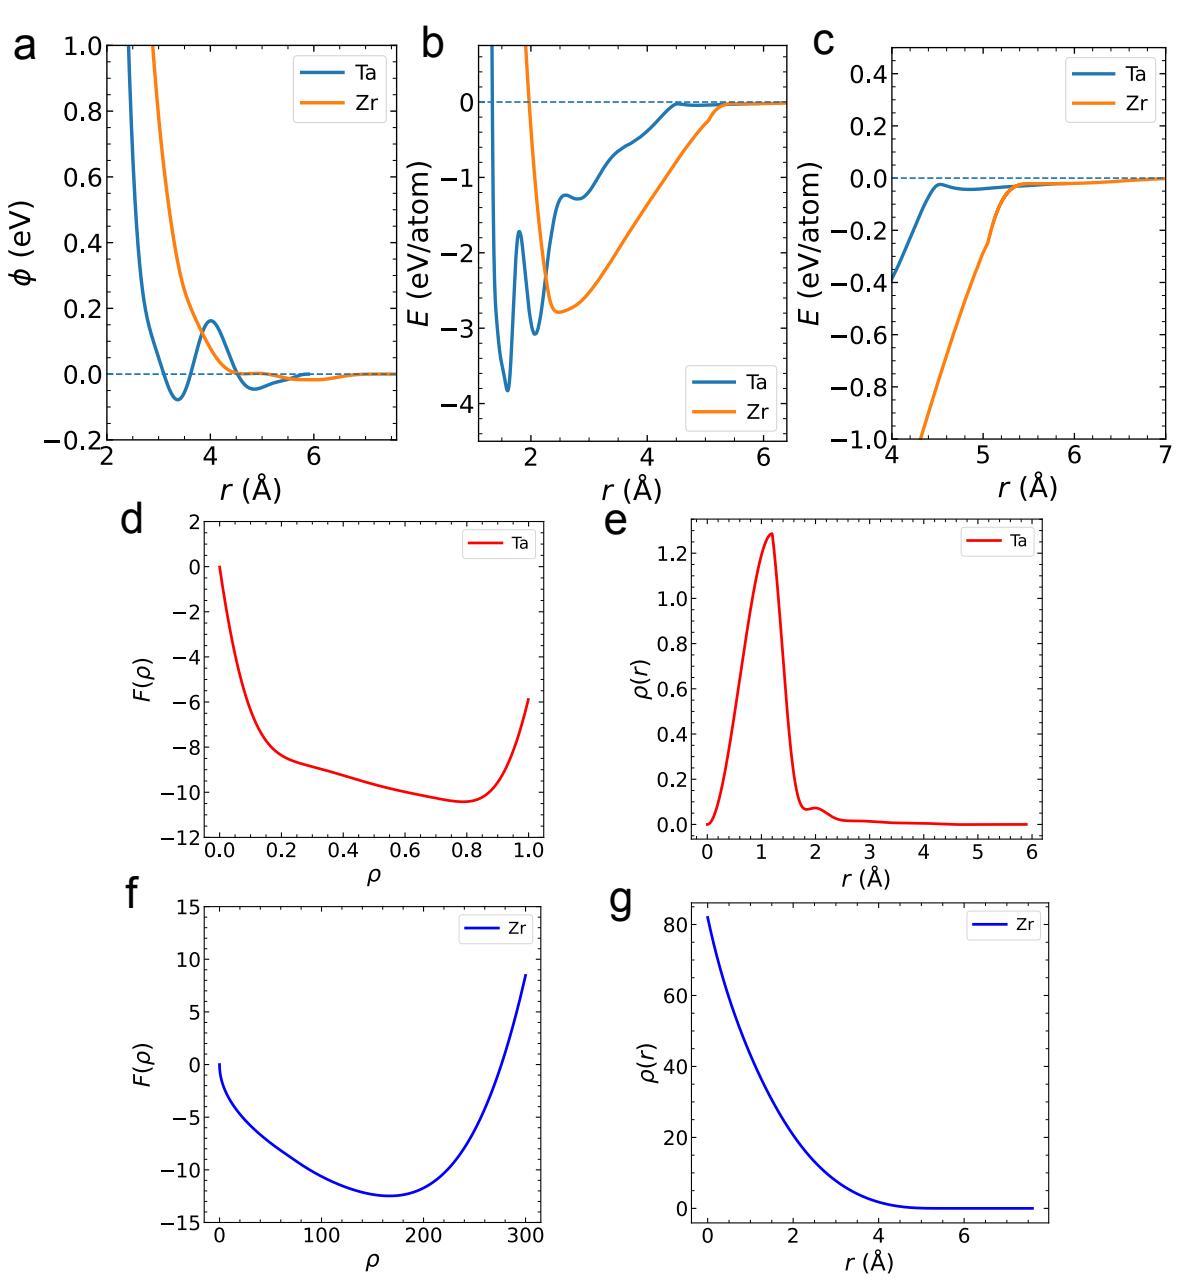 a
1.0
0.8
0.6
0.4
0.2
0.0
−0.2
ϕ (eV)
2
4
6
r (Å)
Ta
Zr
b
0
−1
−2
−3
−4
E (eV/atom)
2
4
6
r (Å)
Ta
Zr
c
0.4
0.2
0.0
−0.2
−0.4
−0.6
−0.8
−1.0
E (eV/atom)
4
5
6
7
r (Å)
Ta
Zr
d
2
0
−2
−4
−6
−8
−10
−12
F(ρ)
0.0
0.2
0.4
0.6
0.8
1.0
ρ
Ta
e
1.2
1.0
0.8
0.6
0.4
0.2
0.0
ρ(r)
0
1
2
3
4
5
6
r (Å)
Ta
f
15
10
5
0
−5
−10
−15
F(ρ)
0
100
200
300
ρ
Zr
g
80
60
40
20
0
ρ(r)
0
2
4
6
r (Å)
Zr